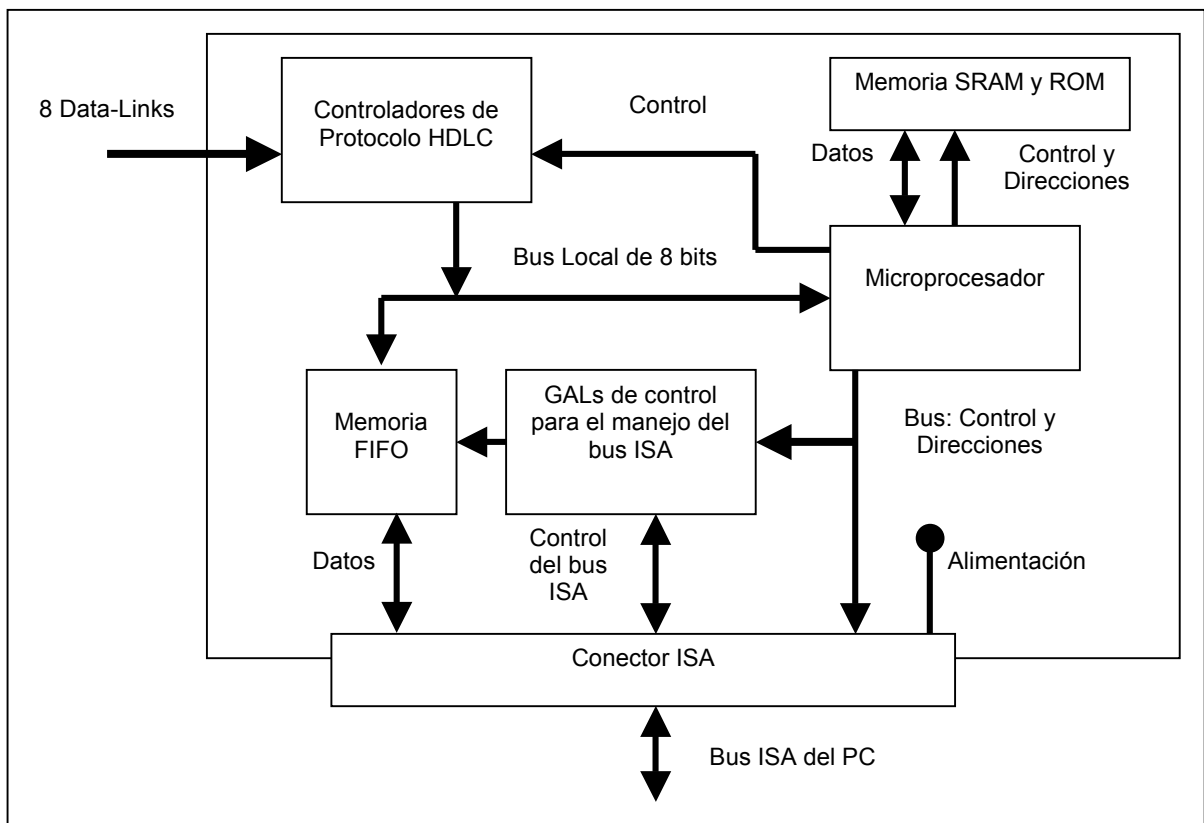 8 Data-Links
Controladores de
Protocolo HDLC
Control
Memoria SRAM y ROM
Datos
Control y
Direcciones
Bus Local de 8 bits
Microprocesador
Memoria
FIFO
GALs de control
para el manejo del
bus ISA
Bus: Control y
Direcciones
Datos
Control
del bus
ISA
Alimentación
Conector ISA
Bus ISA del PC